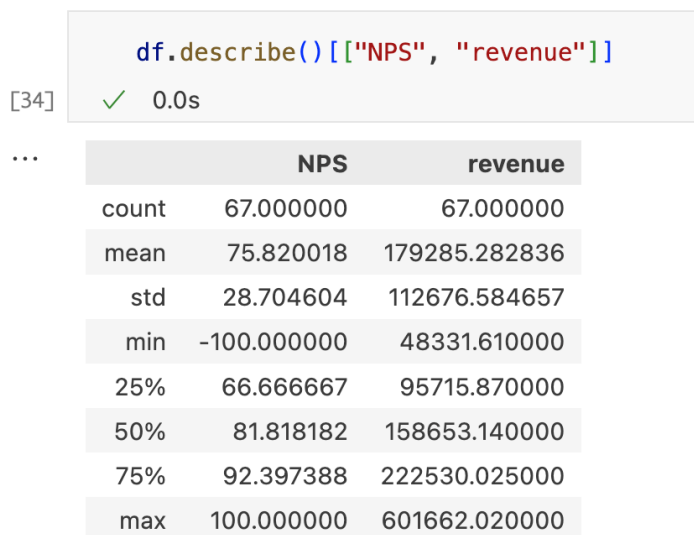 df.describe()[["NPS", "revenue"]]
[34] ✓ 0.0s
...
NPS revenue
count 67.000000 67.000000
mean 75.820018 179285.282836
std 28.704604 112676.584657
min -100.000000 48331.610000
25% 66.666667 95715.870000
50% 81.818182 158653.140000
75% 92.397388 222530.025000
max 100.000000 601662.020000